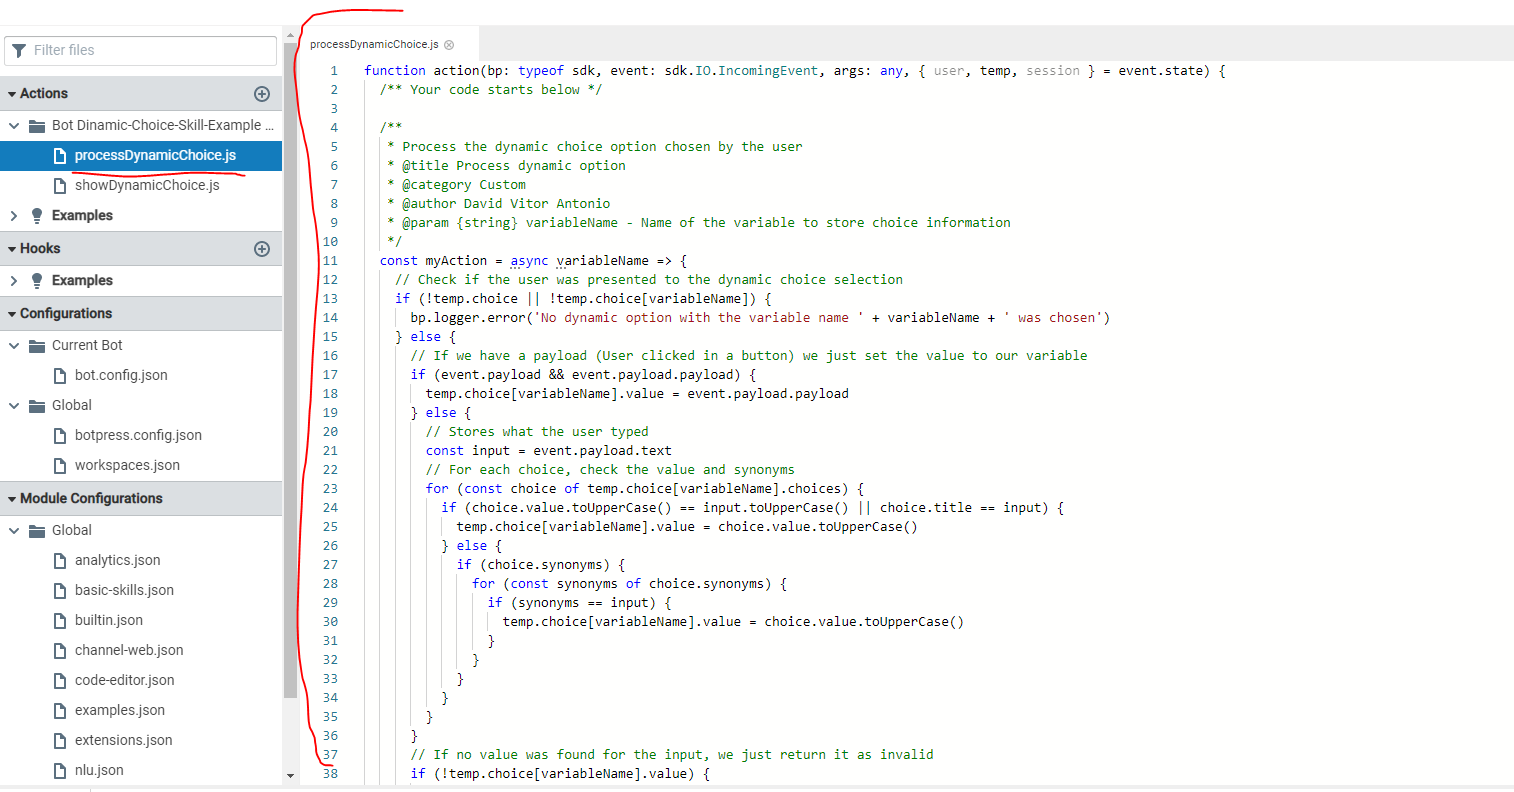 Filter files
Actions
Bot Dinamic-Choice-Skill-Example ...
processDynamicChoice.js
showDynamicChoice.js
Examples
Hooks
Examples
Configurations
Current Bot
bot.config.json
Global
botpress.config.json
workspaces.json
Module Configurations
Global
analytics.json
basic-skills.json
builtin.json
channel-web.json
code-editor.json
examples.json
extensions.json
nlu.json
processDynamicChoice.js
1 function action(bp: typeof sdk, event: sdk.IO.IncomingEvent, args: any, { user, temp, session } = event.state) {
2 /** Your code starts below */
3
4 /**
5 * Process the dynamic choice option chosen by the user
6 * @title Process dynamic option
7 * @category Custom
8 * @author David Vitor Antonio
9 * @param {string} variableName - Name of the variable to store choice information
10 */
11 const myAction = async variableName => {
12 // Check if the user was presented to the dynamic choice selection
13 if (!temp.choice || !temp.choice[variableName]) {
14 bp.logger.error('No dynamic option with the variable name ' + variableName + ' was chosen')
15 } else {
16 // If we have a payload (User clicked in a button) we just set the value to our variable
17 if (event.payload && event.payload.payload) {
18 temp.choice[variableName].value = event.payload.payload
19 } else {
20 // Stores what the user typed
21 const input = event.payload.text
22 // For each choice, check the value and synonyms
23 for (const choice of temp.choice[variableName].choices) {
24 if (choice.value.toUpperCase() == input.toUpperCase() || choice.title == input) {
25 temp.choice[variableName].value = choice.value.toUpperCase()
26 } else {
27 if (choice.synonyms) {
28 for (const synonyms of choice.synonyms) {
29 if (synonyms == input) {
30 temp.choice[variableName].value = choice.value.toUpperCase()
31 }
32 }
33 }
34 }
35 }
36 }
37 // If no value was found for the input, we just return it as invalid
38 if (!temp.choice[variableName].value) {